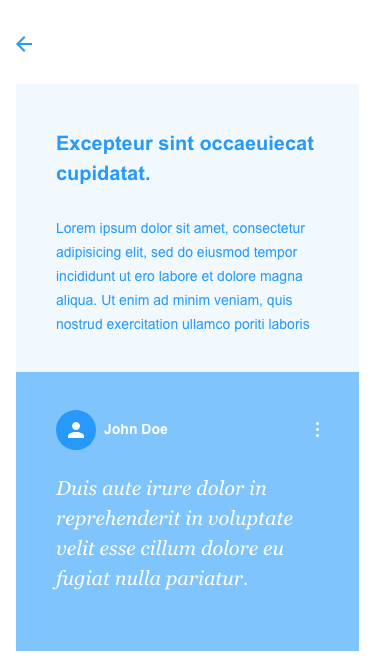 Excepteur sint occaeuiecat
cupidatat.
Lorem ipsum dolor sit amet, consectetur
adipisicing elit, sed do eiusmod tempor
incididunt ut ero labore et dolore magna
aliqua. Ut enim ad minim veniam, quis
nostrud exercitation ullamco poriti laboris
John Doe
Duis aute irure dolor in
reprehenderit in voluptate
velit esse cillum dolore eu
fugiat nulla pariatur.